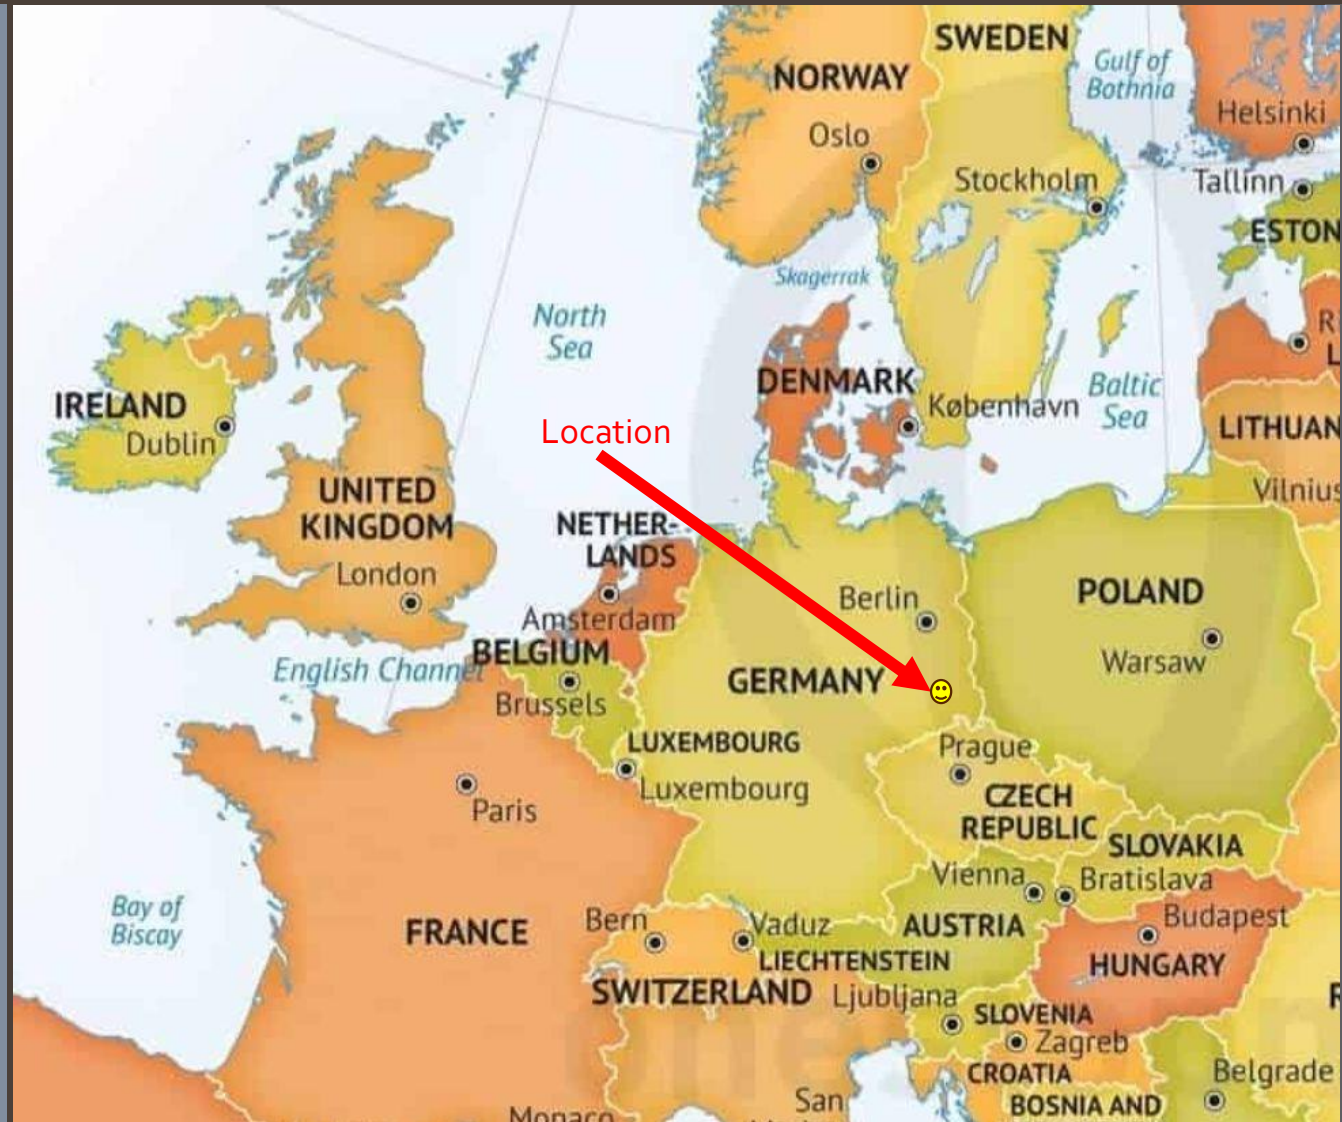 SWEDEN
NORWAY
Gulf of
Bothnia
Helsinki
Oslo
Stockholm
Tallinn
ESTON
Skagerrak
North
Sea
R
L
DENMARK
København
Baltic
Sea
IRELAND
Dublin
LITHUAN
Location
Vilnius
UNITED
KINGDOM
NETHER-
LANDS
London
Amsterdam
Berlin
POLAND
Warsaw
English Channel
BELGIUM
Brussels
GERMANY
LUXEMBOURG
Luxembourg
Prague
CZECH
REPUBLIC
Paris
SLOVAKIA
Vienna
Bratislava
Bay of
Biscay
FRANCE
Bern
Vaduz
AUSTRIA
Budapest
LIECHTENSTEIN
HUNGARY
SWITZERLAND
Ljubljana
SLOVENIA
R
Zagreb
CROATIA
Belgrade
Monaco
San
BOSNIA AND